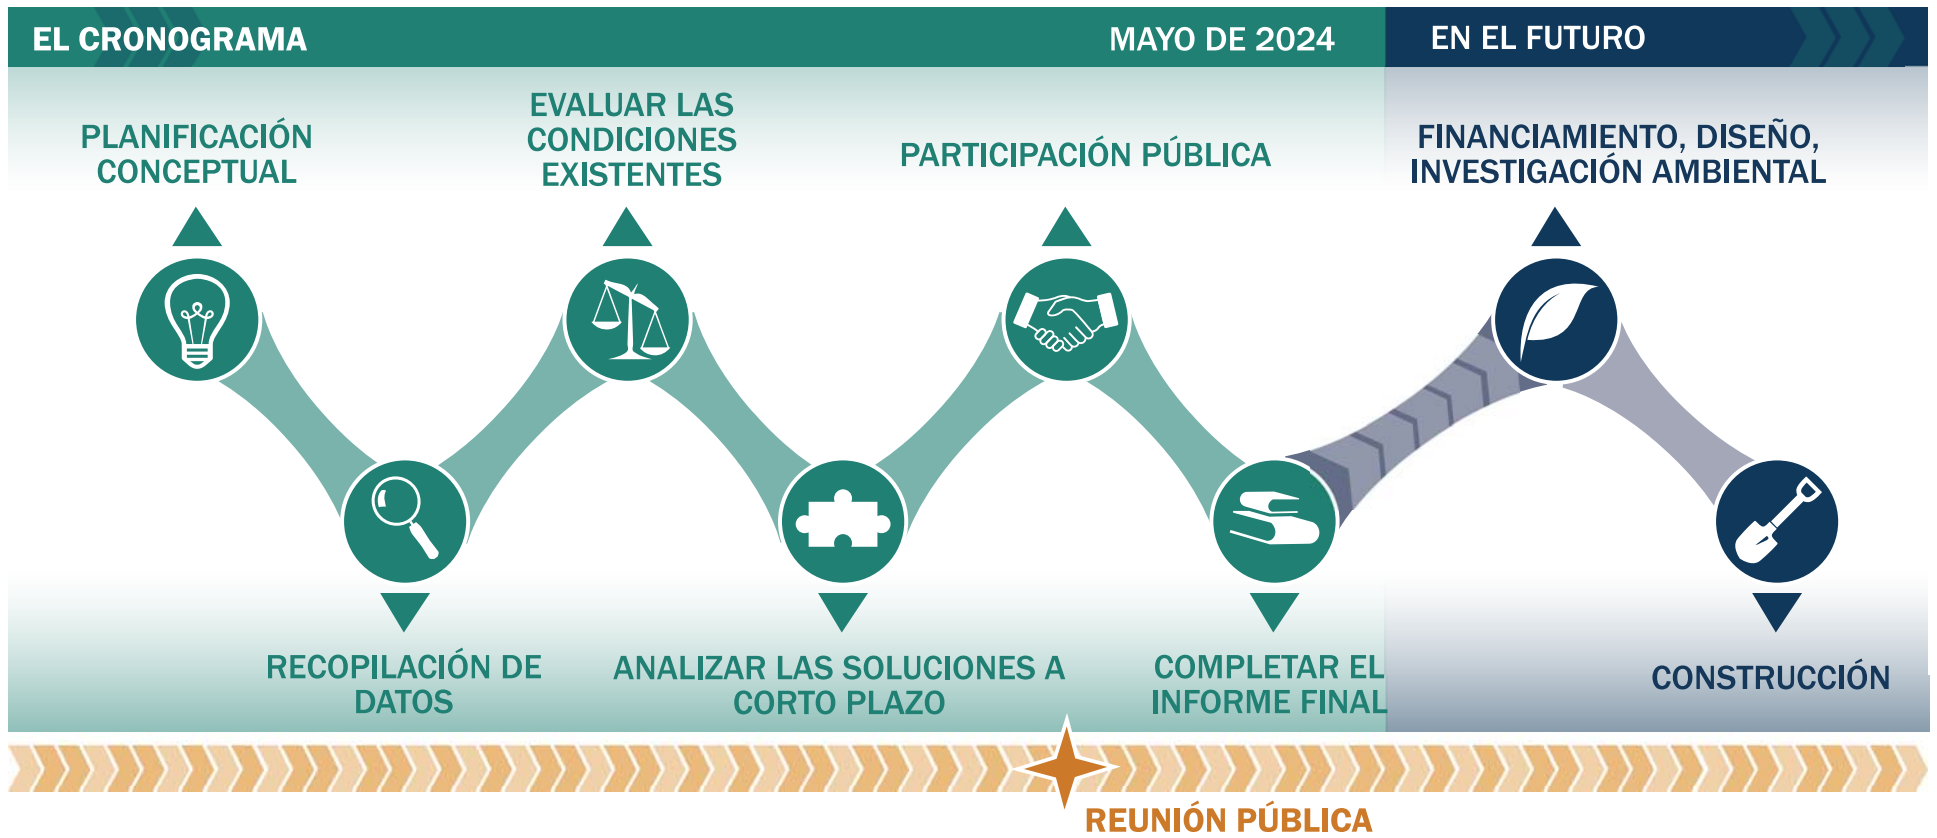 EL CRONOGRAMA
MAYO DE 2024
EN EL FUTURO
PLANIFICACIÓN
CONCEPTUAL
EVALUAR LAS
CONDICIONES
EXISTENTES
PARTICIPACIÓN PÚBLICA
FINANCIAMIENTO, DISEÑO,
INVESTIGACIÓN AMBIENTAL
RECOPILACIÓN DE
DATOS
ANALIZAR LAS SOLUCIONES A
CORTO PLAZO
COMPLETAR EL
INFORME FINAL
CONSTRUCCIÓN
REUNIÓN PÚBLICA